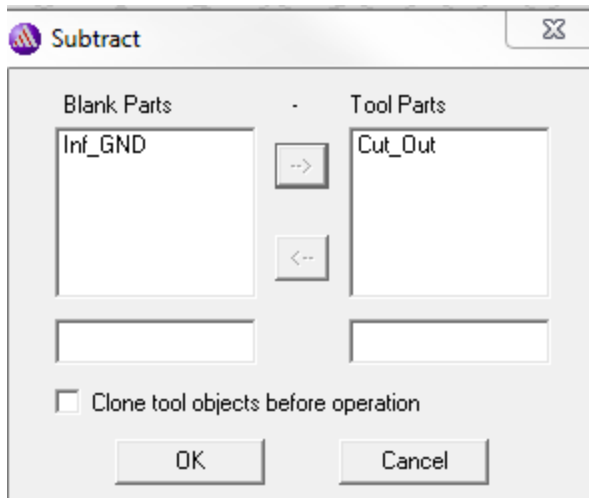 Subtract
Blank Parts - Tool Parts
Inf_GND
-->
Cut_Out
<--
Clone tool objects before operation
OK Cancel